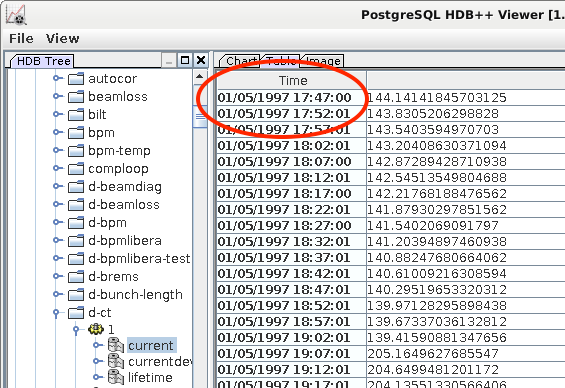 PostgreSQL HDB++ Viewer [1.
File View
HDB Tree
autocor
beamloss
bilt
bpm
bpm-temp
comploop
d-beamdiag
d-beamloss
d-bpm
d-bpmlibera
d-bpmlibera-test
d-brems
d-bunch-length
d-ct
1
current
currentdev
lifetime
Chart Table Image
Time
01/05/1997 17:47:00 144.14141845703125
01/05/1997 17:52:01 143.8305206298828
01/05/1997 17:57:01 143.5403594970703
01/05/1997 18:02:01 143.20408630371094
01/05/1997 18:07:00 142.87289428710938
01/05/1997 18:12:01 142.54513549804688
01/05/1997 18:17:00 142.21768188476562
01/05/1997 18:22:01 141.87930297851562
01/05/1997 18:27:00 141.5402069091797
01/05/1997 18:32:01 141.20394897460938
01/05/1997 18:37:01 140.88247680664062
01/05/1997 18:42:01 140.61009216308594
01/05/1997 18:47:01 140.29519653320312
01/05/1997 18:52:01 139.97128295898438
01/05/1997 18:57:01 139.67337036132812
01/05/1997 19:02:01 139.41590881347656
01/05/1997 19:07:01 205.1649627685547
01/05/1997 19:12:01 204.6499481201172
01/05/1997 19:17:01 204.13551330566406